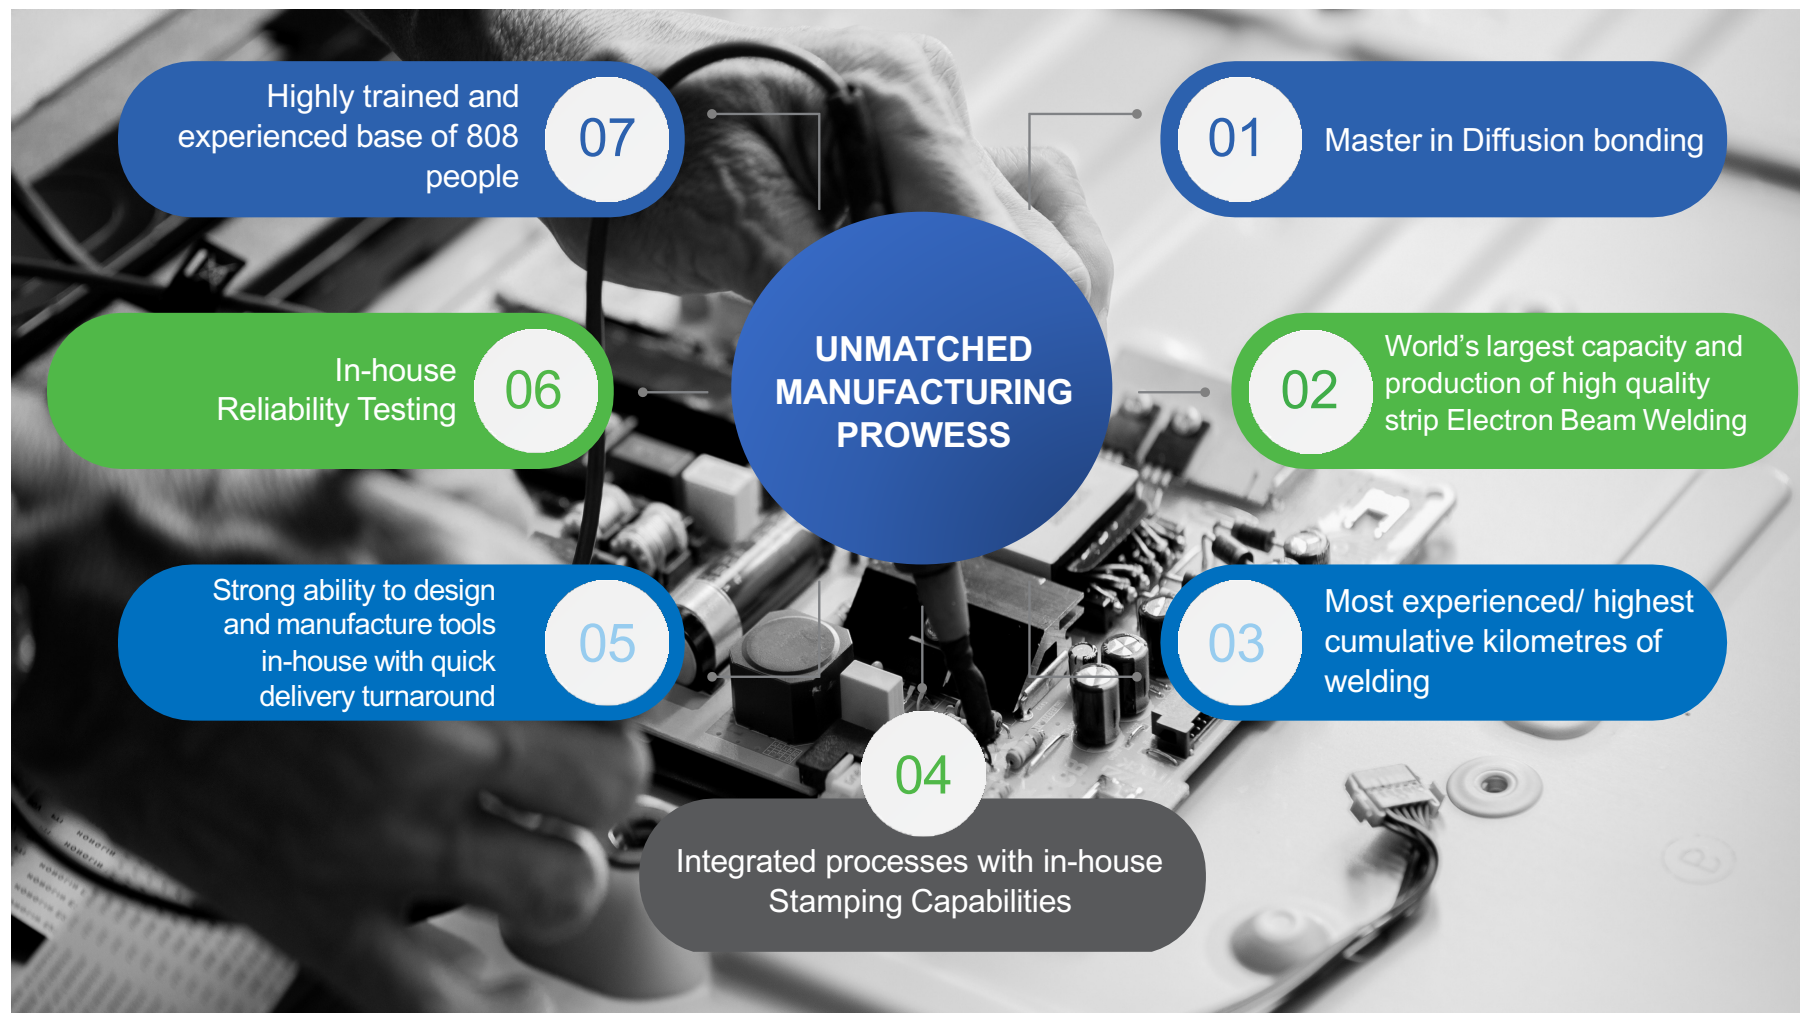 UNMATCHED
MANUFACTURING
PROWESS
01
Master in Diffusion bonding
02
World’s largest capacity and
production of high quality
strip Electron Beam Welding
03
Most experienced/ highest
cumulative kilometres of
welding
04
Integrated processes with in-house
Stamping Capabilities
05
Strong ability to design
and manufacture tools
in-house with quick
delivery turnaround
06
In-house
Reliability Testing
07
Highly trained and
experienced base of 808
people